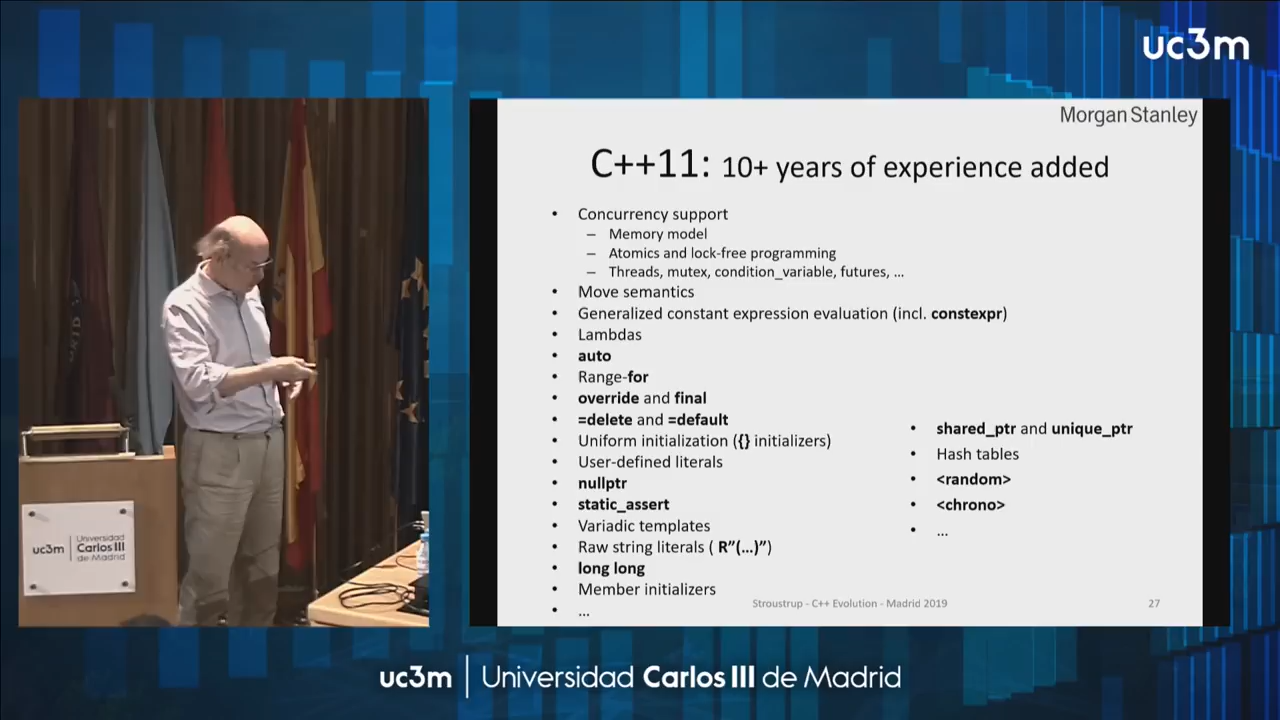 uc3m
Morgan Stanley
C++11: 10+ years of experience added
• Concurrency support
– Memory model
– Atomics and lock-free programming
– Threads, mutex, condition_variable, futures, …
• Move semantics
• Generalized constant expression evaluation (incl. constexpr)
• Lambdas
• auto
• Range-for
• override and final
• =delete and =default
• Uniform initialization ({} initializers)
• User-defined literals
• nullptr
• static_assert
• Variadic templates
• Raw string literals ( R”(…)”)
• long long
• Member initializers
• …
• shared_ptr and unique_ptr
• Hash tables
• <random>
• <chrono>
• …
Stroustrup - C++ Evolution - Madrid 2019
27
uc3m
Universidad
Carlos III
de Madrid
uc3m | Universidad Carlos III de Madrid